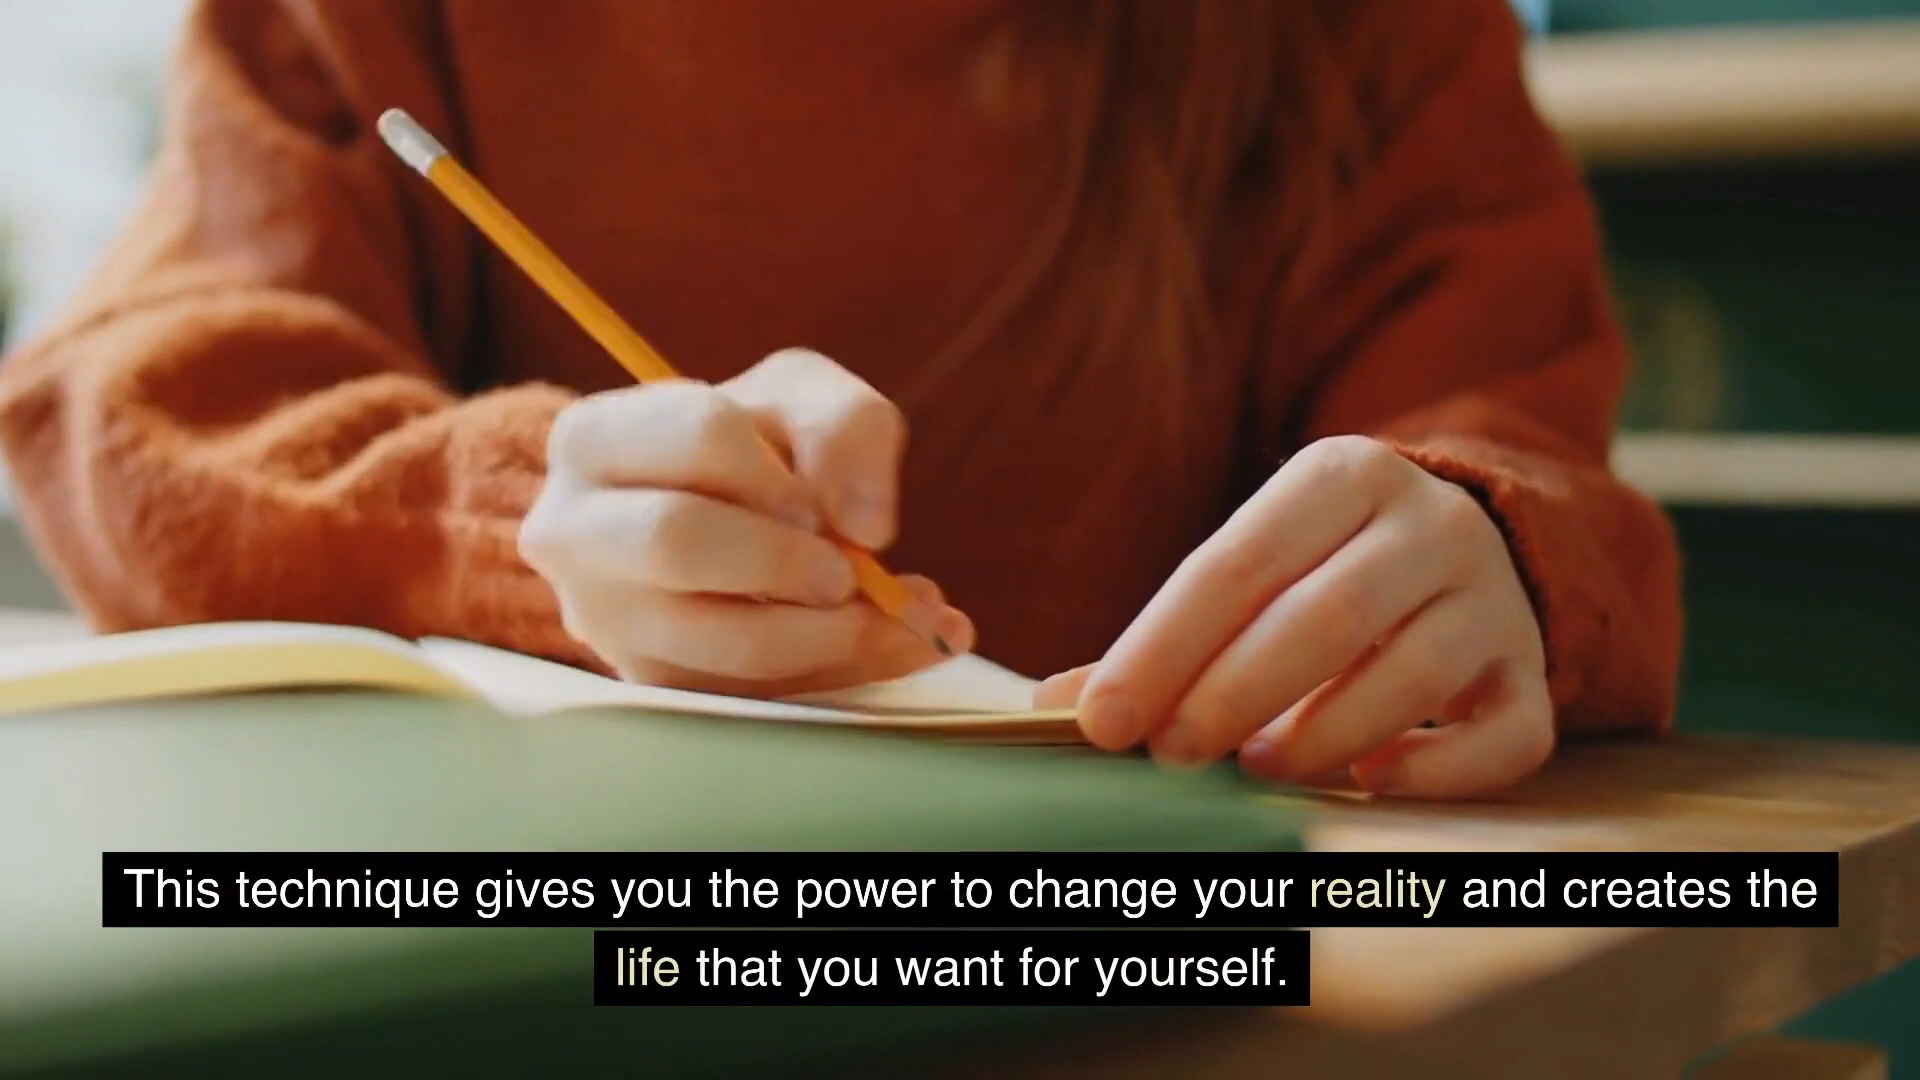 This technique gives you the power to change your reality and creates the
life that you want for yourself.